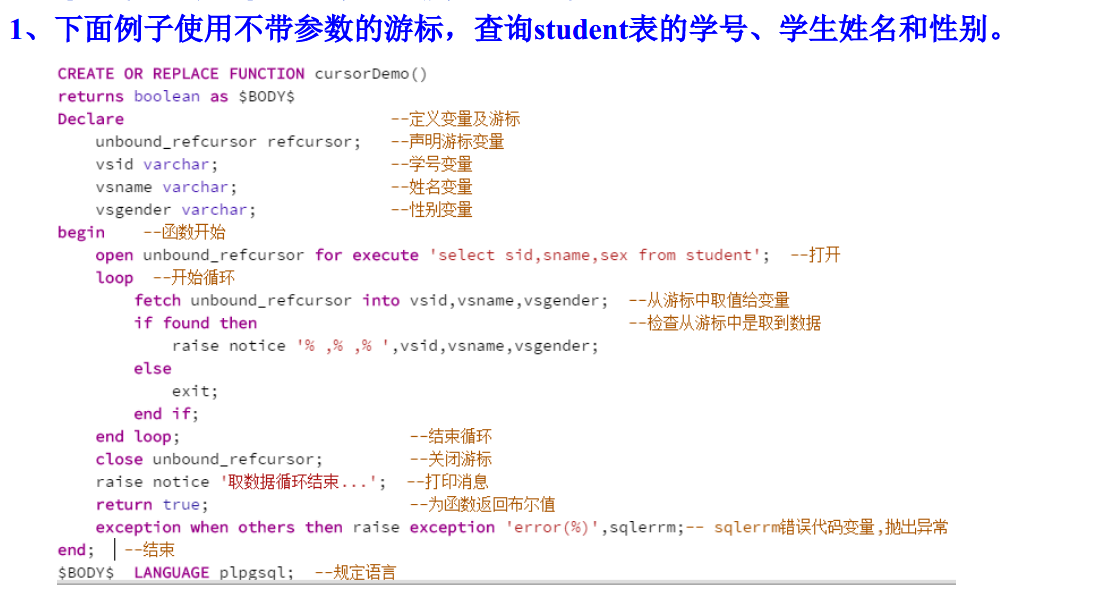 1、下面例子使用不带参数的游标，查询student表的学号、学生姓名和性别。
CREATE OR REPLACE FUNCTION cursorDemo()
returns boolean as $BODY$
Declare --定义变量及游标
unbound_refcursor refcursor; --声明游标变量
vsid varchar; --学号变量
vsname varchar; --姓名变量
vsgender varchar; --性别变量
begin --函数开始
open unbound_refcursor for execute 'select sid,sname,sex from student'; --打开
loop --开始循环
fetch unbound_refcursor into vsid,vsname,vsgender; --从游标中取值给变量
if found then --检查从游标中是取到数据
raise notice '% ,% ,% ',vsid,vsname,vsgender;
else
exit;
end if;
end loop; --结束循环
close unbound_refcursor; --关闭游标
raise notice '取数据循环结束...'; --打印消息
return true; --为函数返回布尔值
exception when others then raise exception 'error(%)',sqlerrm;-- sqlerrm错误代码变量,抛出异常
end; --结束
$BODY$ LANGUAGE plpgsql; --规定语言